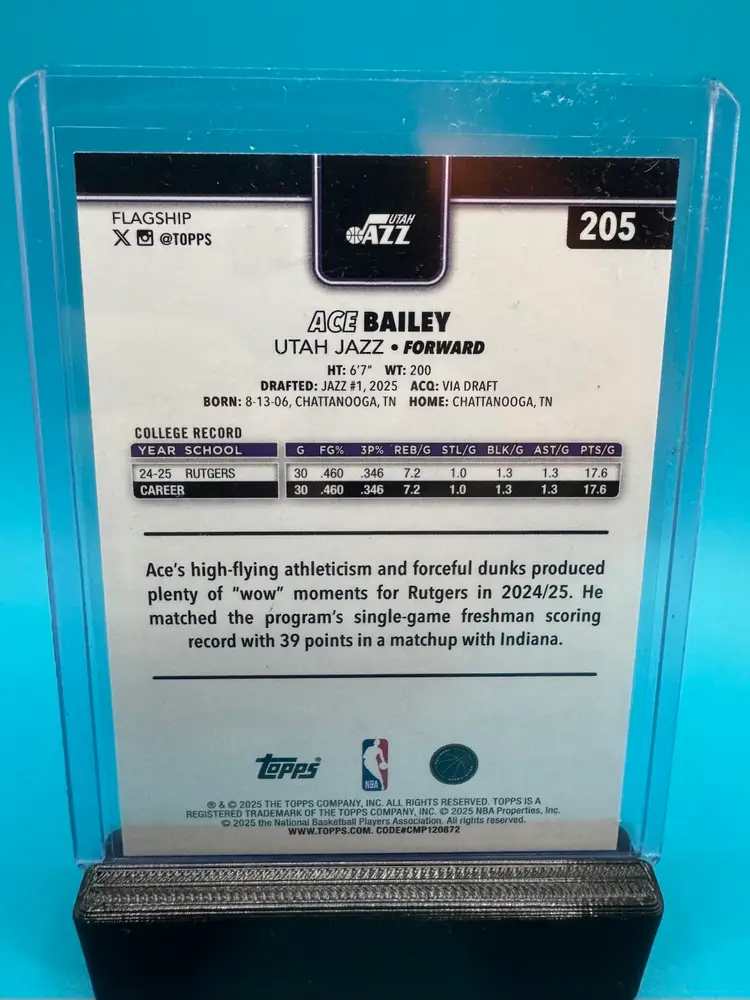 FLAGSHIP
X @TOPPS
UTAH
JAZZ
205
ACE BAILEY
UTAH JAZZ • FORWARD
HT: 6'7" WT: 200
DRAFTED: JAZZ #1, 2025 ACQ: VIA DRAFT
BORN: 8-13-06, CHATTANOOGA, TN HOME: CHATTANOOGA, TN
COLLEGE RECORD
YEAR SCHOOL G FG% 3P% REB/G STL/G BLK/G AST/G PTS/G
24-25 RUTGERS 30 .460 .346 7.2 1.0 1.3 1.3 17.6
CAREER 30 .460 .346 7.2 1.0 1.3 1.3 17.6
Ace's high-flying athleticism and forceful dunks produced
plenty of "wow" moments for Rutgers in 2024/25. He
matched the program's single-game freshman scoring
record with 39 points in a matchup with Indiana.
topps®
NBA
® & © 2025 THE TOPPS COMPANY, INC. ALL RIGHTS RESERVED. TOPPS IS A
REGISTERED TRADEMARK OF THE TOPPS COMPANY, INC. © 2025 NBA Properties, Inc.
© 2025 the National Basketball Players Association. All rights reserved.
WWW.TOPPS.COM. CODE#CMP120872